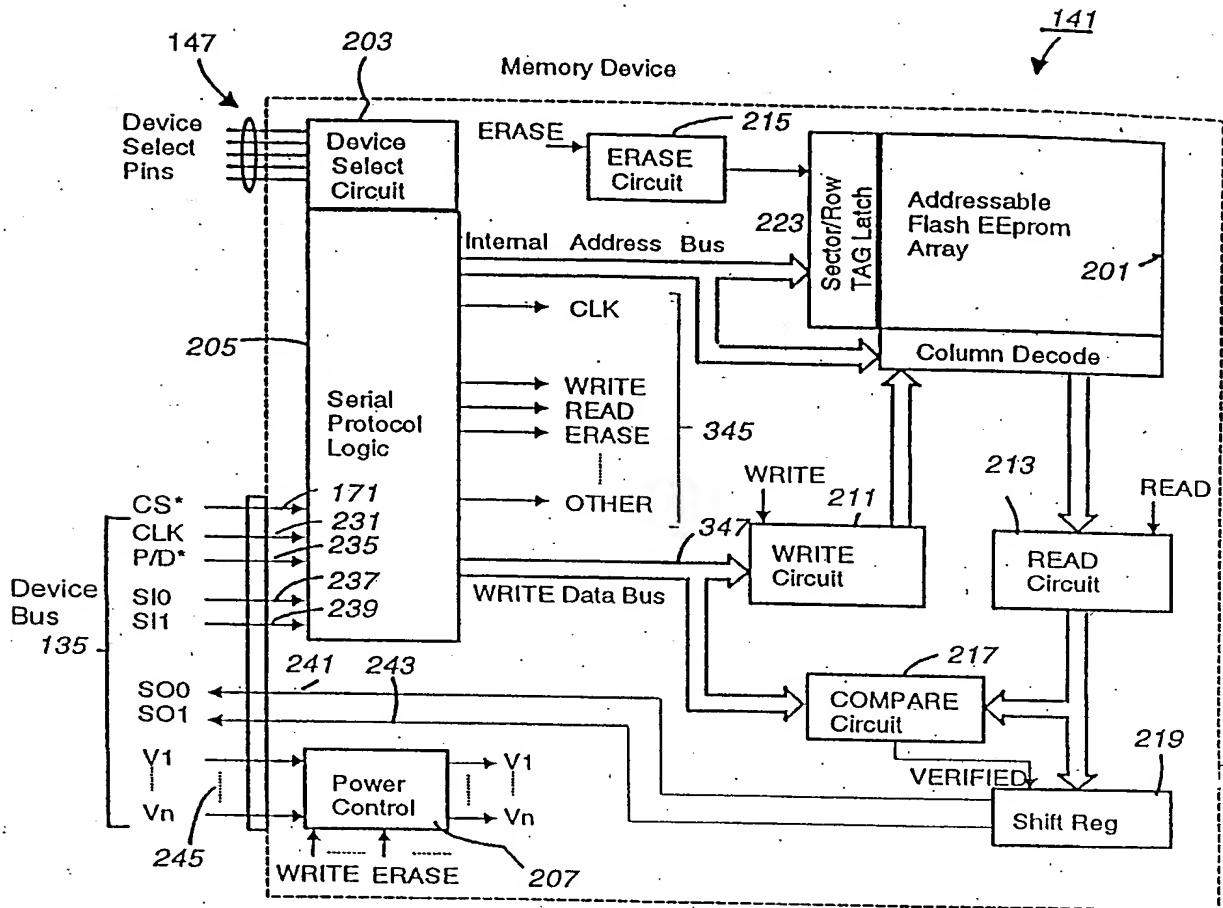 141
147
203
Memory Device
Device
Select
Pins
Device
Select
Circuit
ERASE
215
ERASE
Circuit
223
Sector/Row
TAG Latch
Addressable
Flash EEprom
Array
201
Internal Address Bus
Column Decode
205
Serial
Protocol
Logic
CLK
WRITE
READ
ERASE
OTHER
345
WRITE
211
WRITE
Circuit
213
READ
READ
Circuit
347
WRITE Data Bus
CS*
171
CLK
231
P/D*
235
SI0
237
SI1
239
Device
Bus
135
241
243
SO0
SO1
217
COMPARE
Circuit
VERIFIED
219
Shift Reg
V1
Vn
245
Power
Control
V1
Vn
WRITE ERASE
207